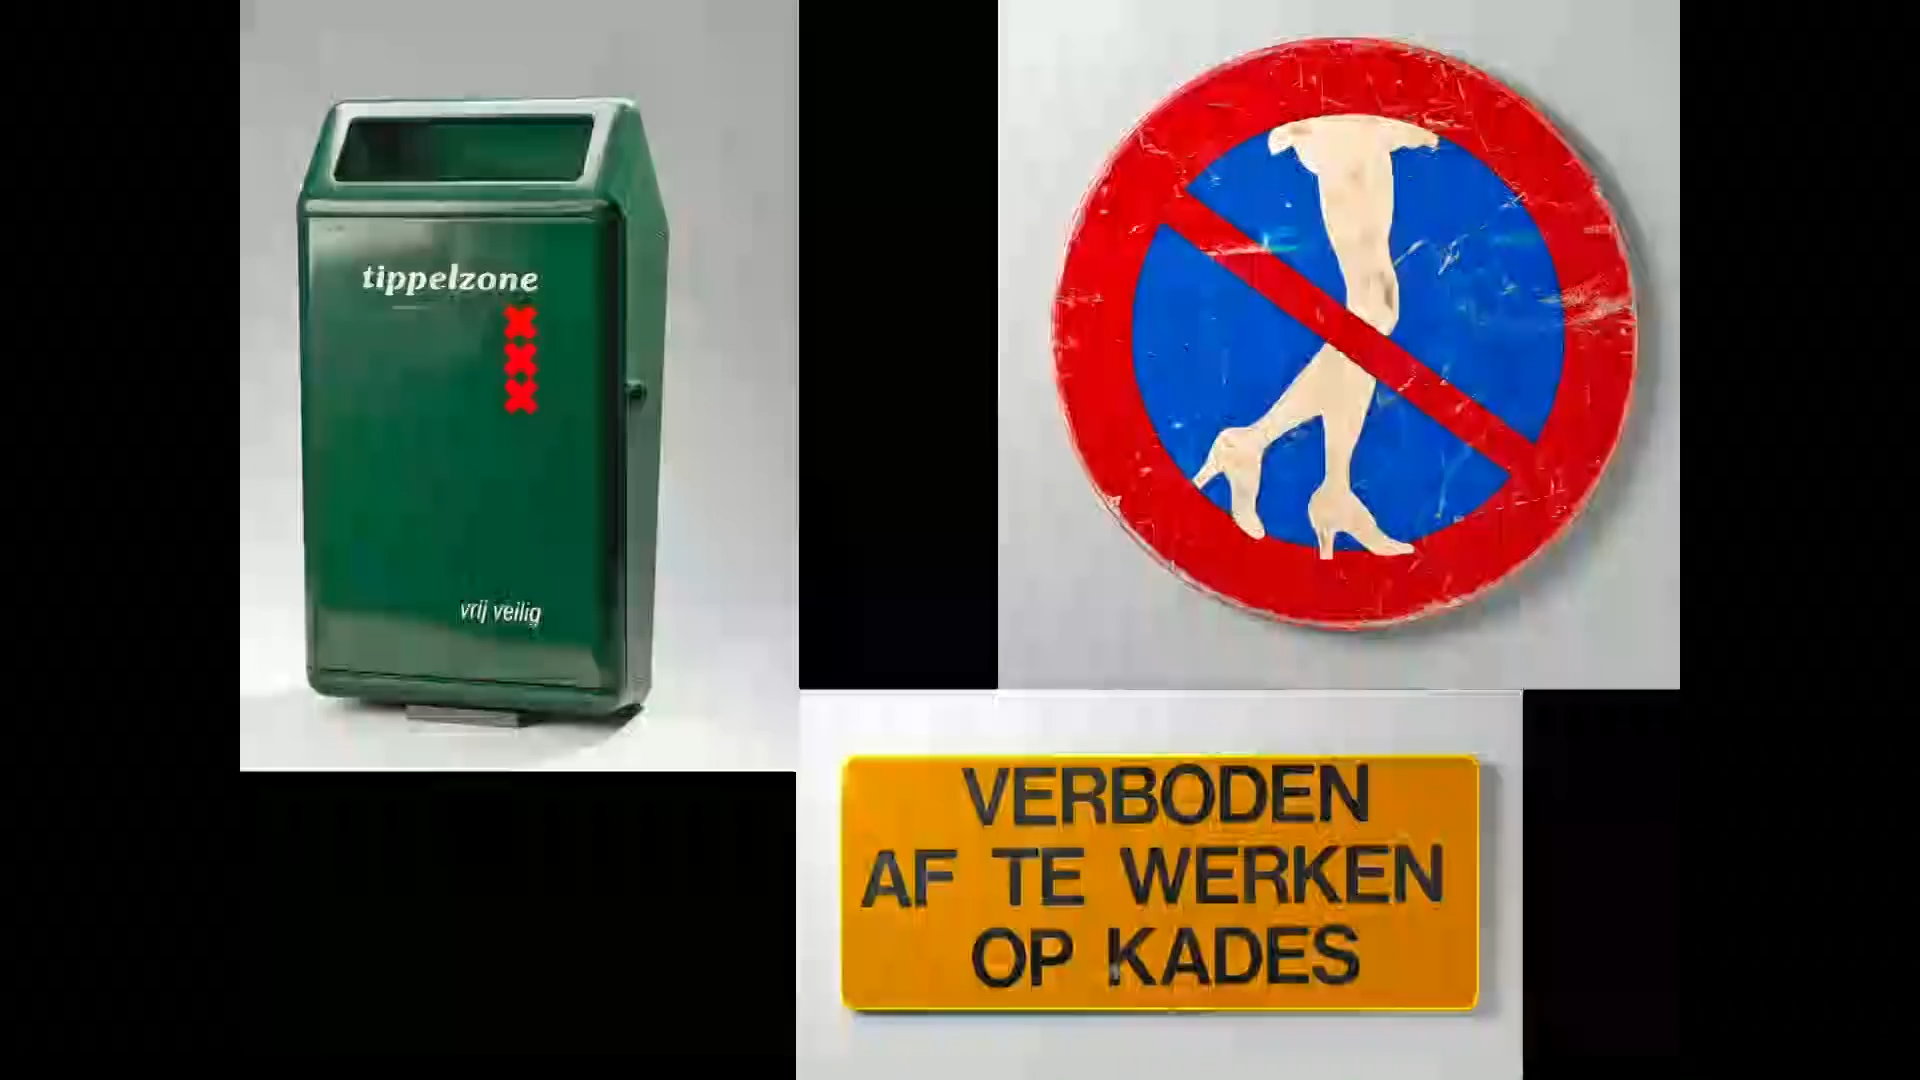 tippelzone
vrij veilig
VERBODEN
AF TE WERKEN
OP KADES